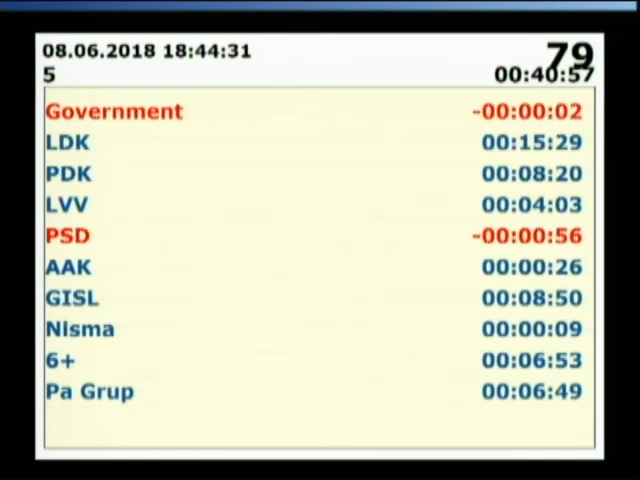 08.06.2018 18:44:31 79
5 00:40:57
Government -00:00:02
LDK 00:15:29
PDK 00:08:20
LVV 00:04:03
PSD -00:00:56
AAK 00:00:26
GISL 00:08:50
Nisma 00:00:09
6+ 00:06:53
Pa Grup 00:06:49